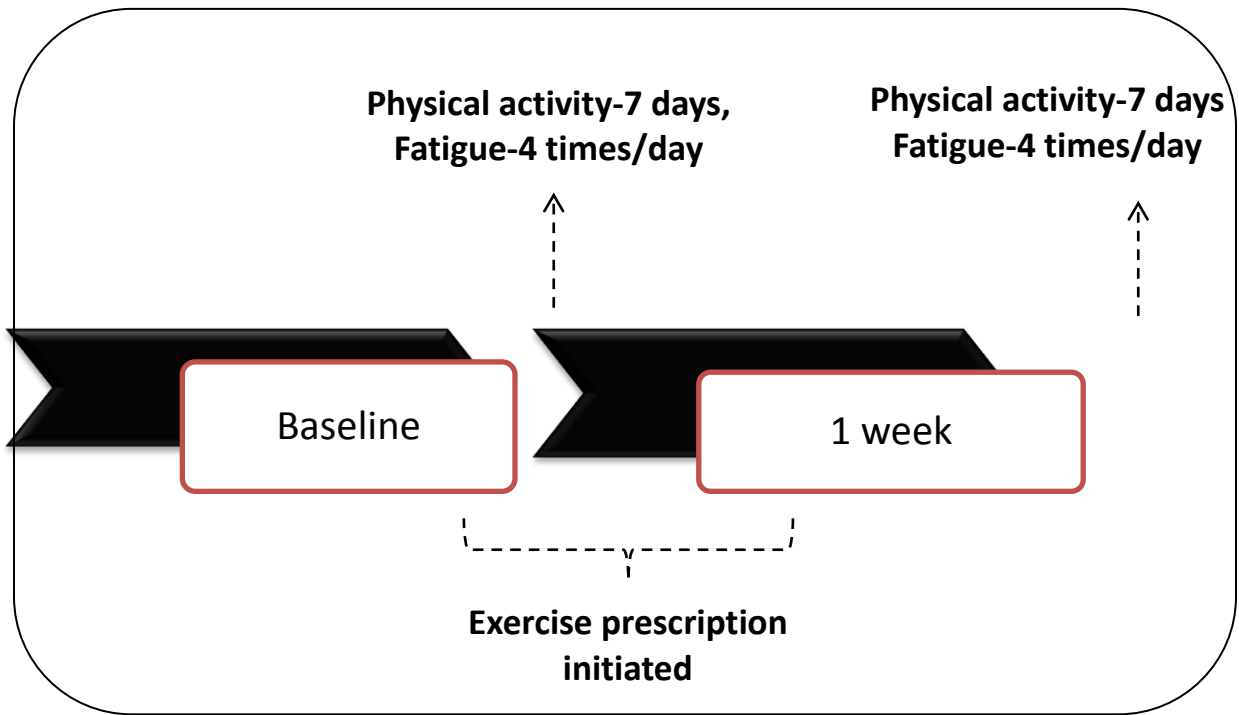 Physical activity-7 days,
Fatigue-4 times/day
Physical activity-7 days
Fatigue-4 times/day
Baseline
1 week
Exercise prescription
initiated